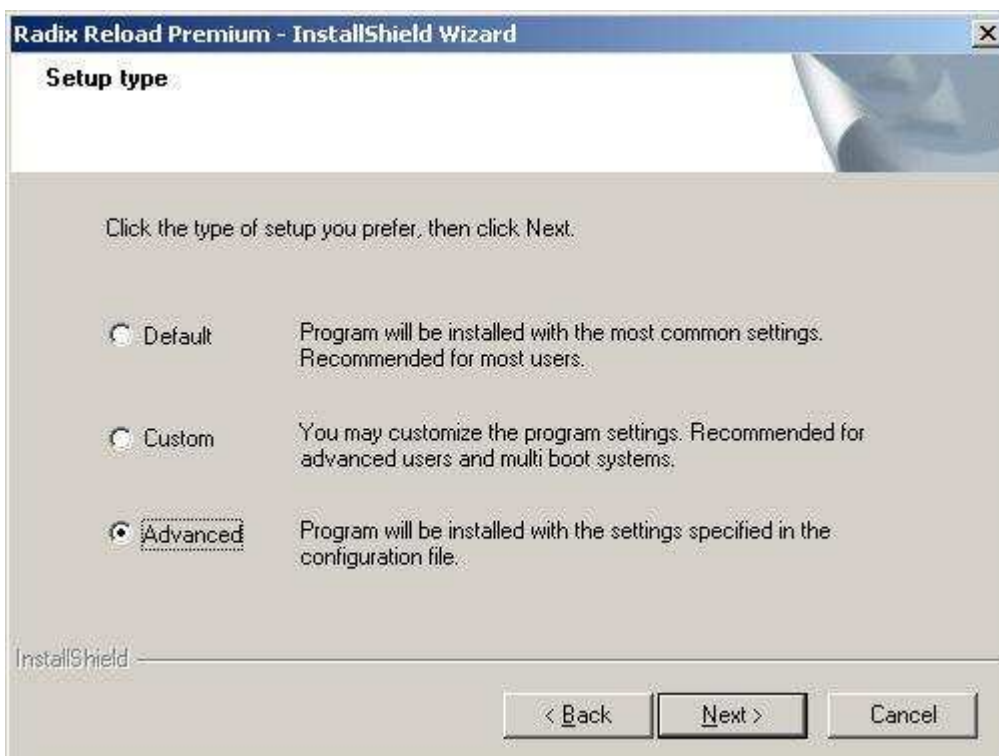 Radix Reload Premium - InstallShield Wizard
Setup type
Click the type of setup you prefer, then click Next.
Default
Program will be installed with the most common settings.
Recommended for most users.
Custom
You may customize the program settings. Recommended for
advanced users and multi boot systems.
Advanced
Program will be installed with the settings specified in the
configuration file.
InstallShield
< Back
Next >
Cancel